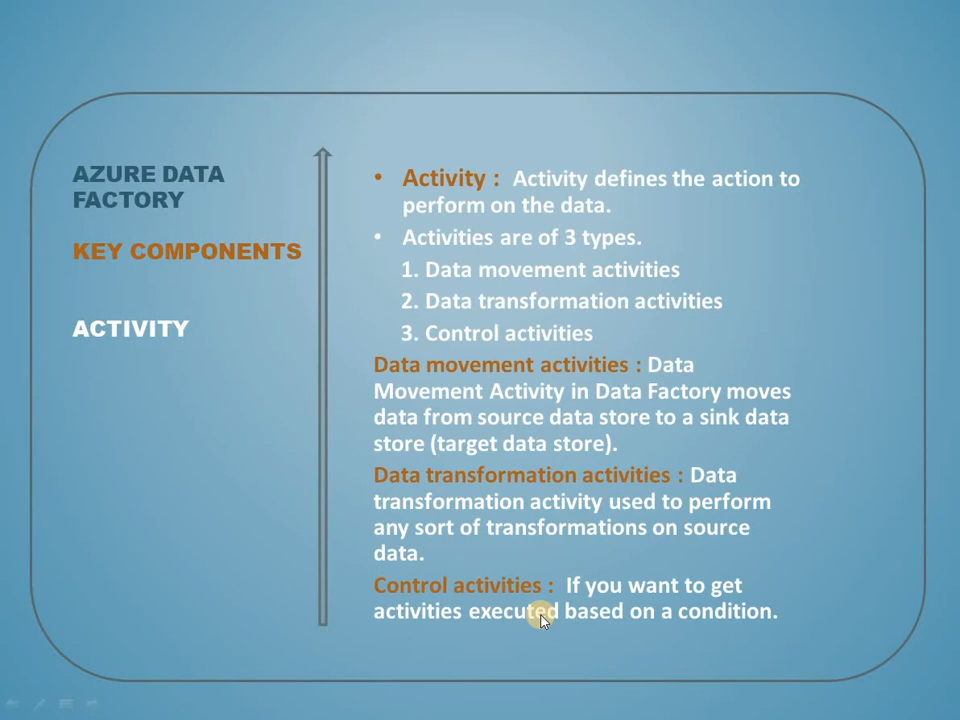 AZURE DATA
FACTORY
KEY COMPONENTS
ACTIVITY
• Activity : Activity defines the action to
perform on the data.
• Activities are of 3 types.
1. Data movement activities
2. Data transformation activities
3. Control activities
Data movement activities : Data
Movement Activity in Data Factory moves
data from source data store to a sink data
store (target data store).
Data transformation activities : Data
transformation activity used to perform
any sort of transformations on source
data.
Control activities : If you want to get
activities executed based on a condition.